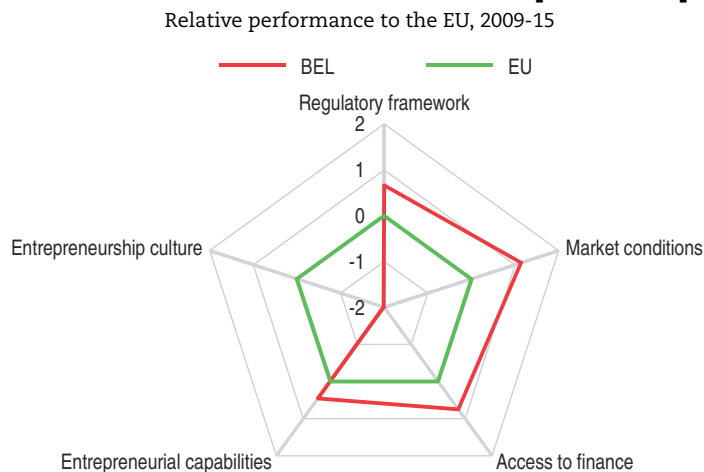 Relative performance to the EU, 2009-15
BEL
EU
Regulatory framework
2
1
0
-1
-2
Entrepreneurship culture
Market conditions
Entrepreneurial capabilities
Access to finance